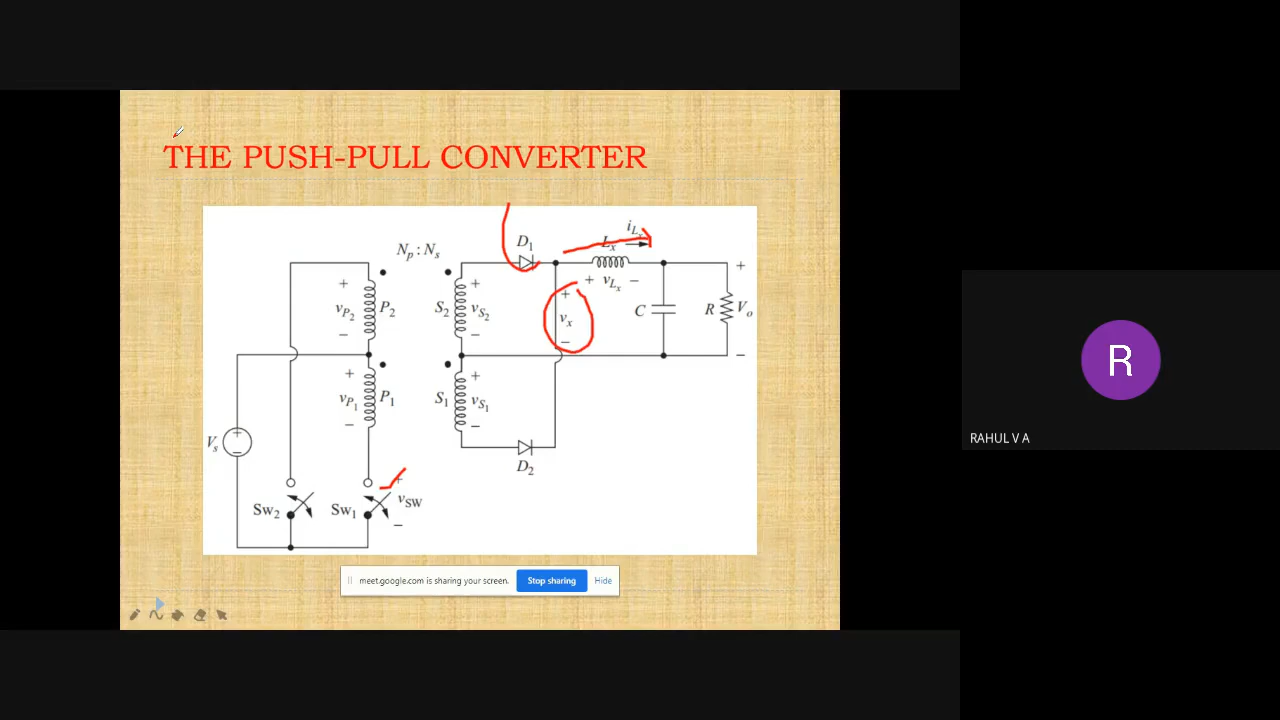 THE PUSH-PULL CONVERTER
Np : Ns
D1
iLx
Lx
+ vLx −
+
vP2
−
P2
S2
+
vS2
−
+
vx
−
C
R
+
Vo
−
+
vP1
−
P1
S1
+
vS1
−
Vs
+
−
D2
Sw2
Sw1
+
vSW
−
meet.google.com is sharing your screen.
Stop sharing
Hide
R
RAHUL V A